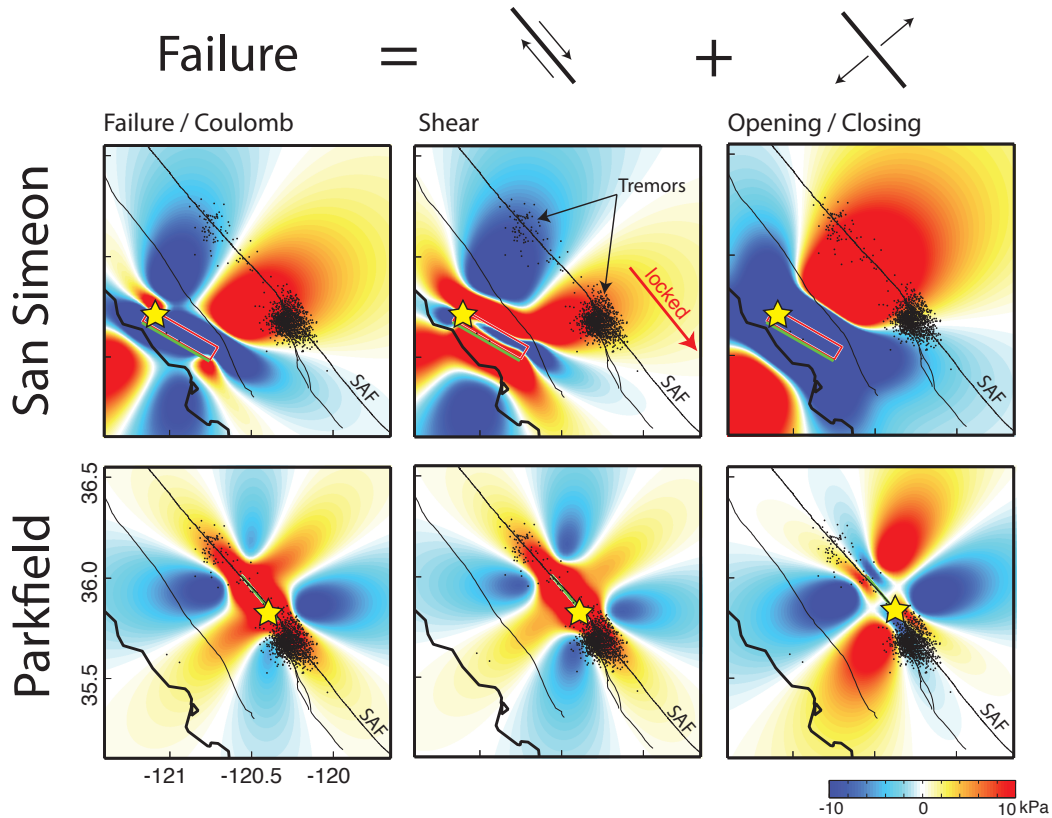 Failure = +
Failure / Coulomb
Shear
Opening / Closing
San Simeon
Tremors
locked
SAF
SAF
SAF
Parkfield
36.5
36.0
35.5
SAF
SAF
SAF
-121
-120.5
-120
-10
0
10 kPa